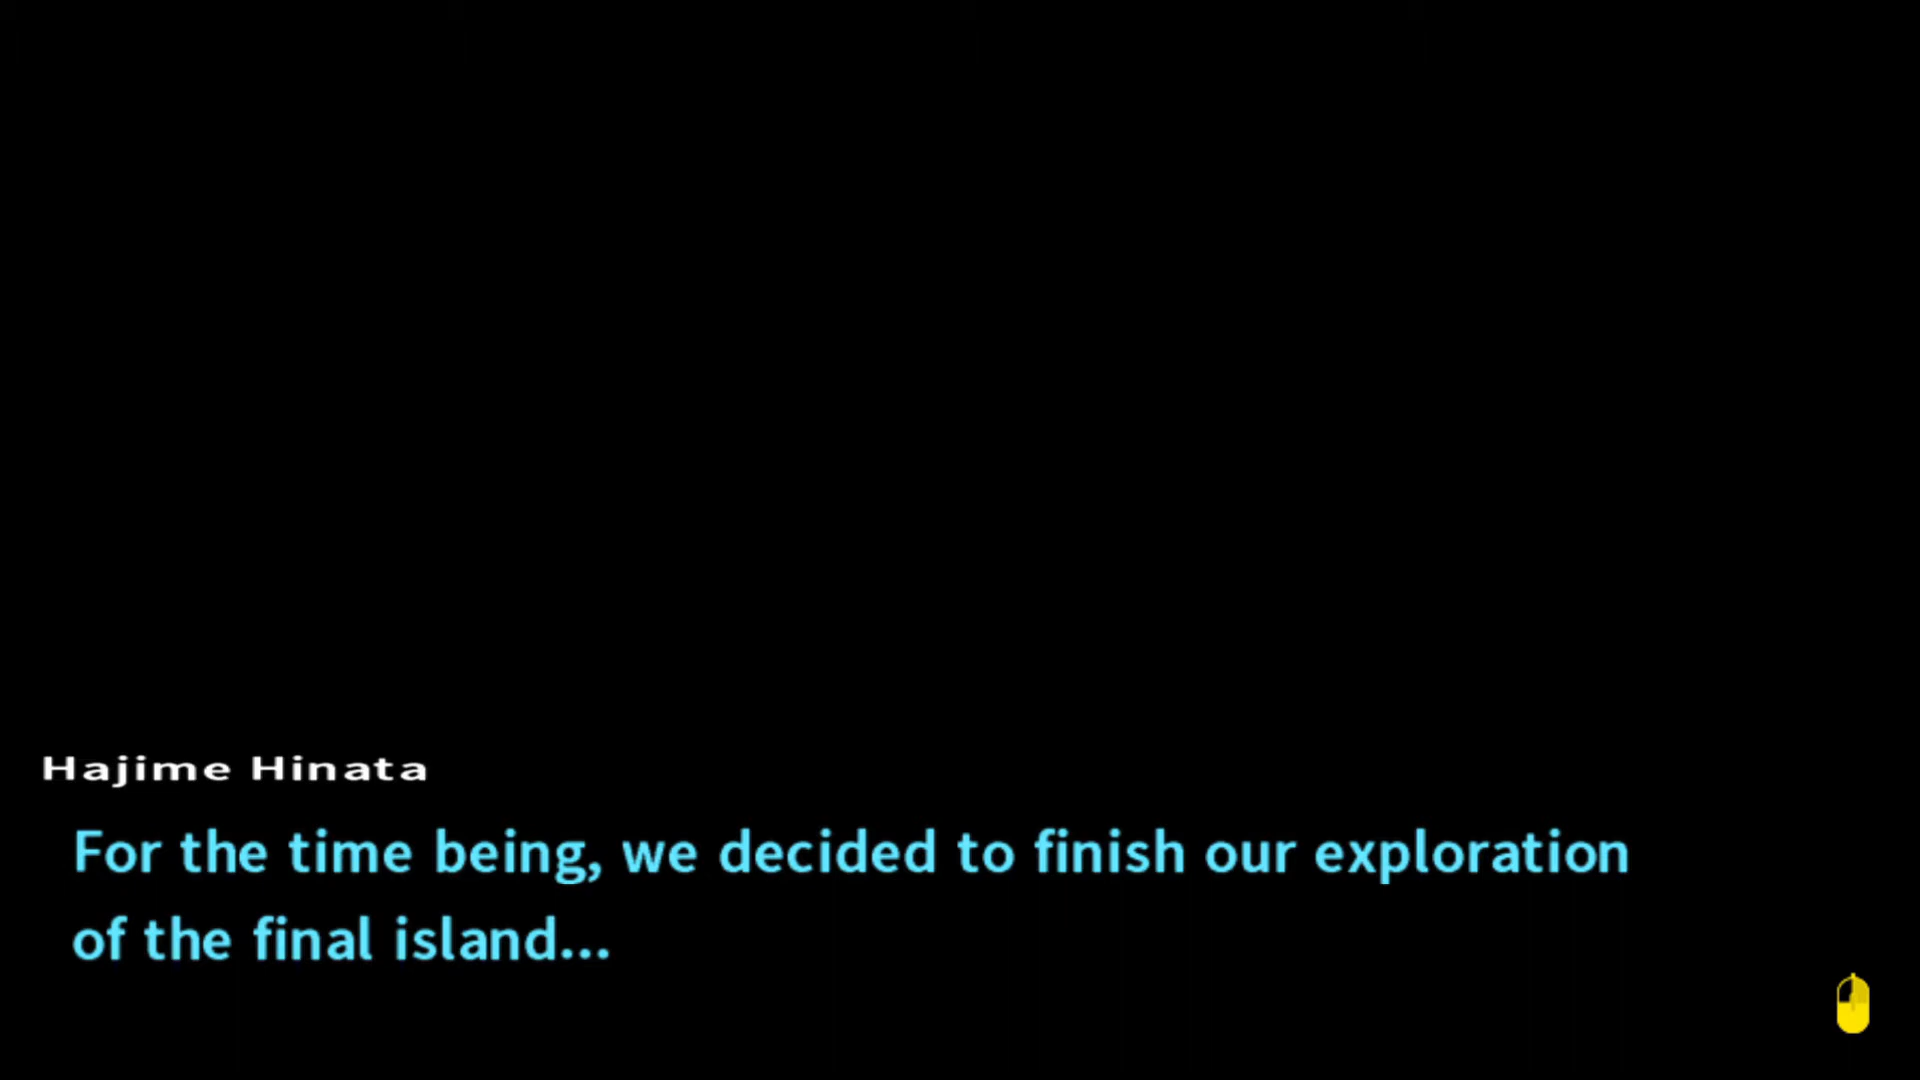 Hajime Hinata
For the time being, we decided to finish our exploration
of the final island...